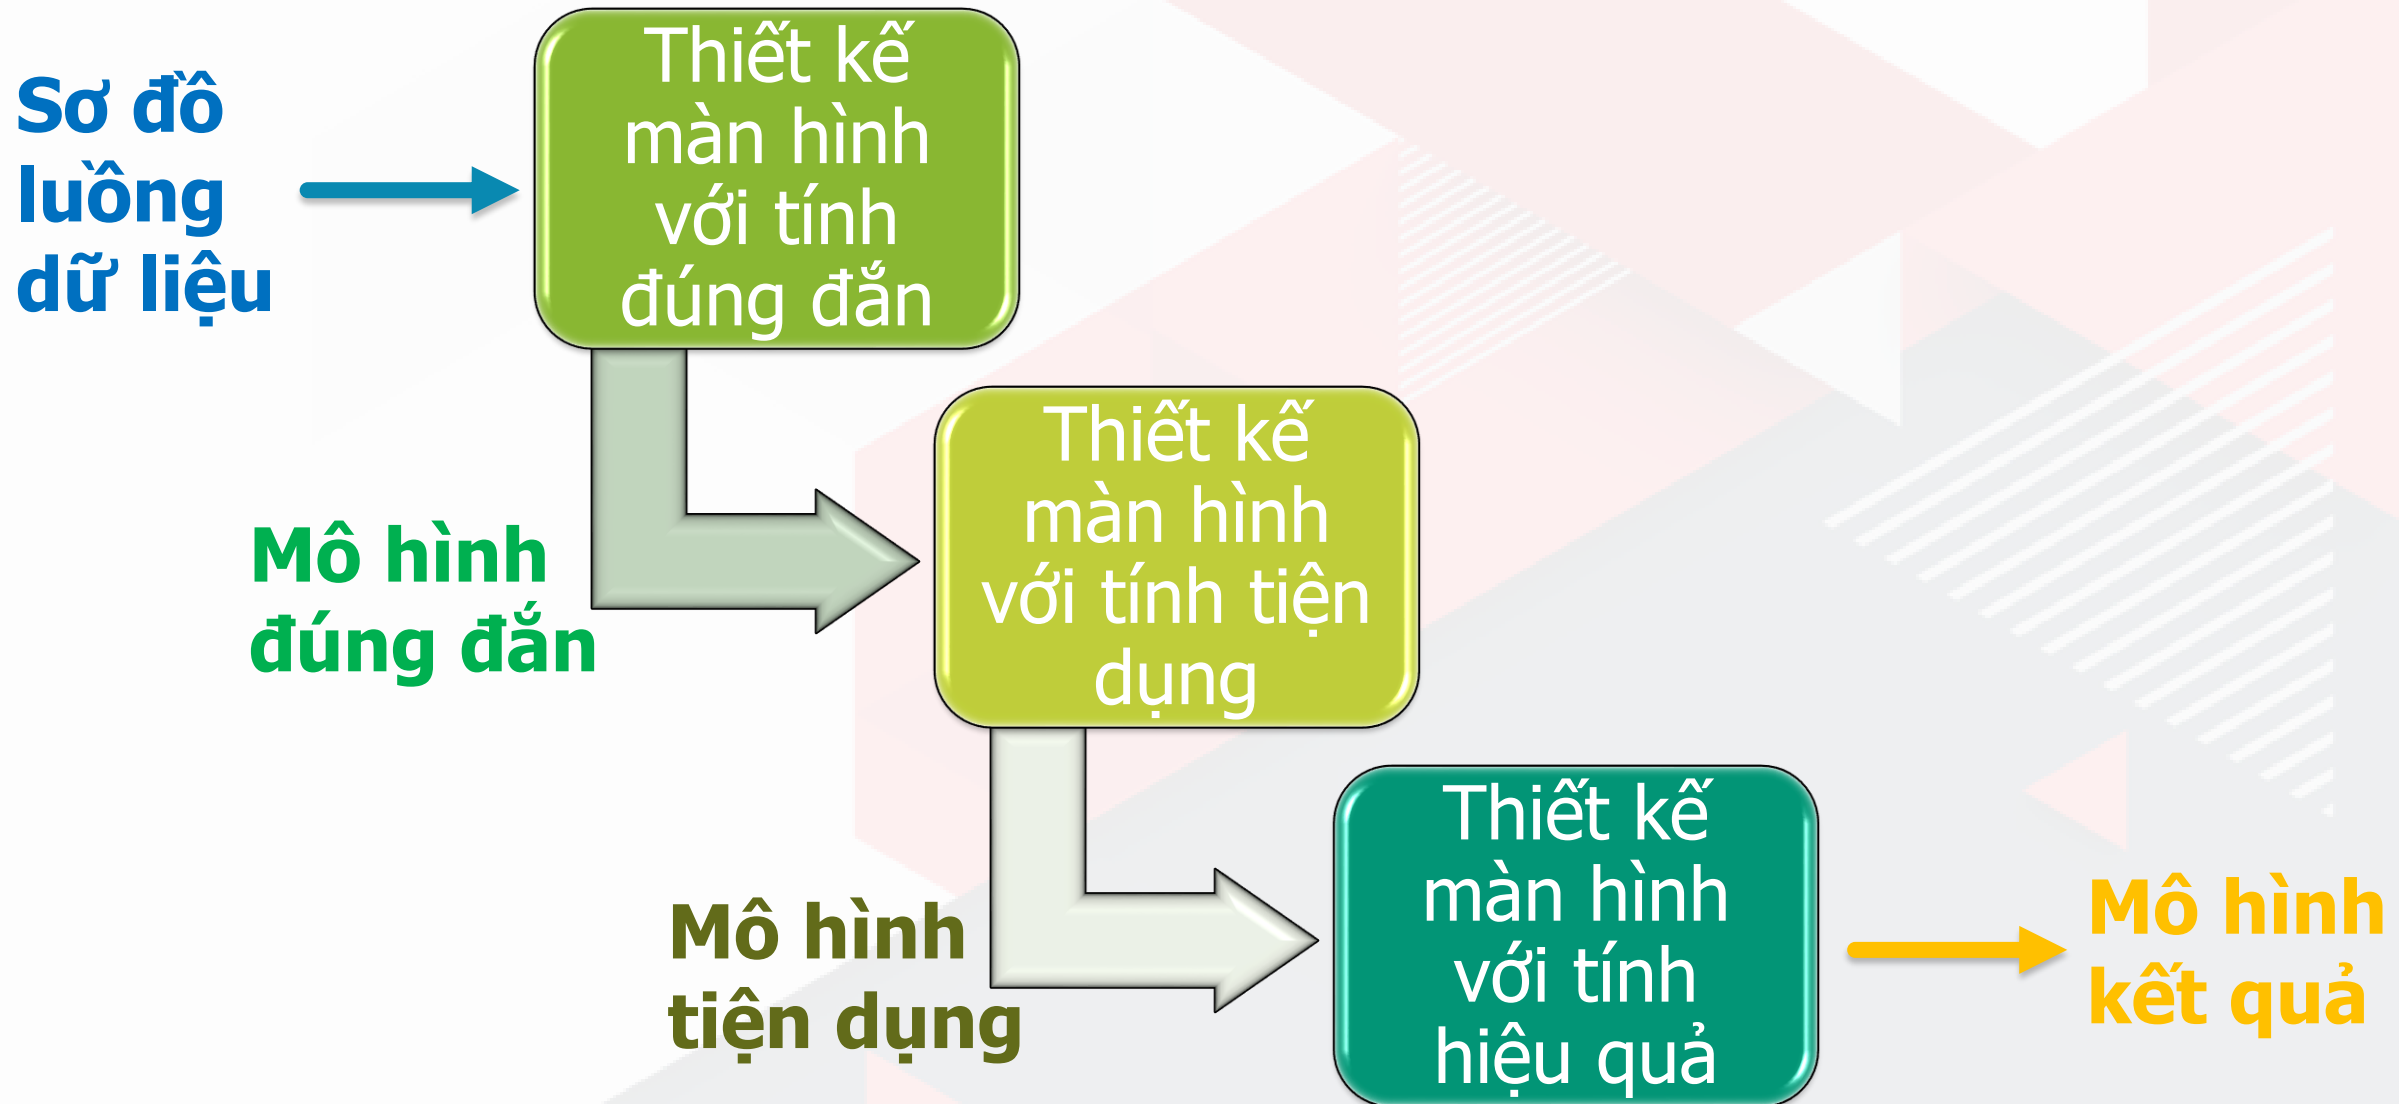 Sơ đồ
luồng
dữ liệu
Thiết kế
màn hình
với tính
đúng đắn
Mô hình
đúng đắn
Thiết kế
màn hình
với tính tiện
dụng
Mô hình
tiện dụng
Thiết kế
màn hình
với tính
hiệu quả
Mô hình
kết quả